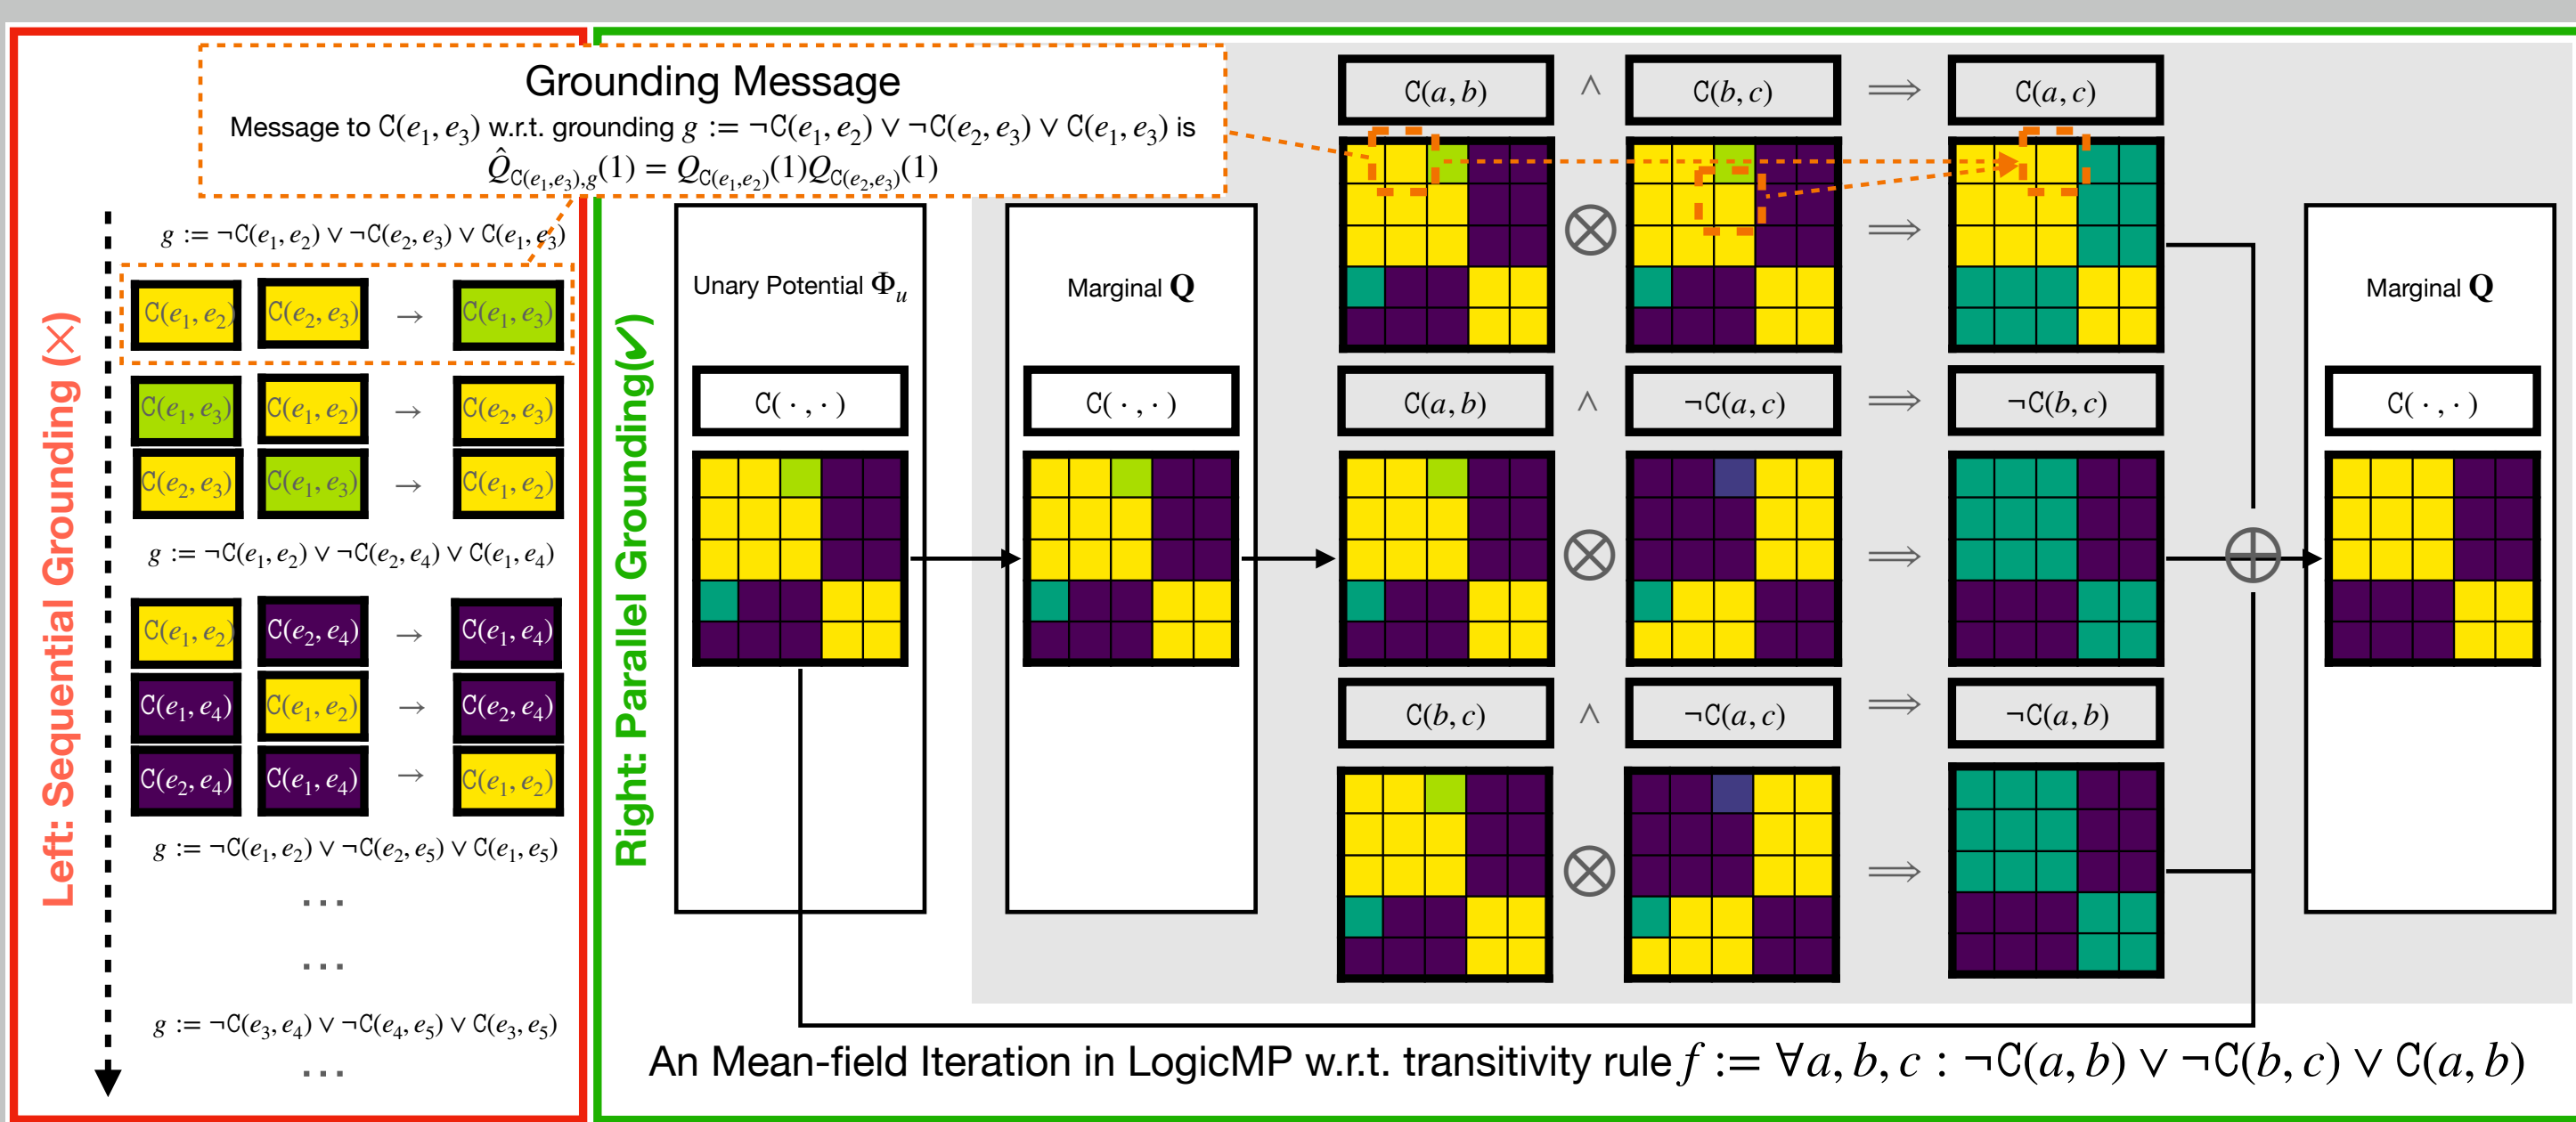 Grounding Message
Message to C(e₁, e₃) w.r.t. grounding g := ¬C(e₁, e₂) ∨ ¬C(e₂, e₃) ∨ C(e₁, e₃) is
Q̂_C(e₁,e₃),g(1) = Q_C(e₁,e₂)(1)Q_C(e₂,e₃)(1)
Left: Sequential Grounding (×)
g := ¬C(e₁, e₂) ∨ ¬C(e₂, e₃) ∨ C(e₁, e₃)
C(e₁, e₂) C(e₂, e₃) → C(e₁, e₃)
C(e₁, e₃) C(e₁, e₂) → C(e₂, e₃)
C(e₂, e₃) C(e₁, e₃) → C(e₁, e₂)
g := ¬C(e₁, e₂) ∨ ¬C(e₂, e₄) ∨ C(e₁, e₄)
C(e₁, e₂) C(e₂, e₄) → C(e₁, e₄)
C(e₁, e₄) C(e₁, e₂) → C(e₂, e₄)
C(e₂, e₄) C(e₁, e₄) → C(e₁, e₂)
g := ¬C(e₁, e₂) ∨ ¬C(e₂, e₅) ∨ C(e₁, e₅)
...
...
g := ¬C(e₃, e₄) ∨ ¬C(e₄, e₅) ∨ C(e₃, e₅)
...
Right: Parallel Grounding(✓)
Unary Potential Φᵤ
C(·,·)
Marginal Q
C(·,·)
C(a, b) ∧ C(b, c) ⟹ C(a, c)
⊗ ⟹
C(a, b) ∧ ¬C(a, c) ⟹ ¬C(b, c)
⊗ ⟹
C(b, c) ∧ ¬C(a, c) ⟹ ¬C(a, b)
⊗ ⟹
⊕
Marginal Q
C(·,·)
An Mean-field Iteration in LogicMP w.r.t. transitivity rule f := ∀a, b, c : ¬C(a, b) ∨ ¬C(b, c) ∨ C(a, b)